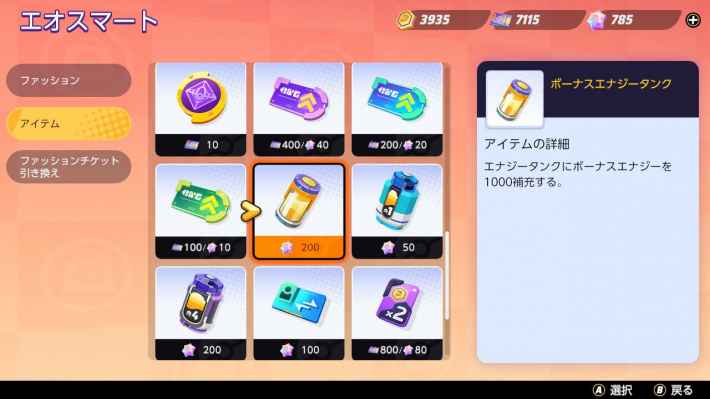 エオスマート
3935
7115
785
ファッション
アイテム
ファッションチケット
引き換え
10
400/ 40
200/ 20
100/ 10
200
×1
50
×4
200
100
×2
800/ 80
ボーナスエナジータンク
アイテムの詳細
エナジータンクにボーナスエナジーを
1000補充する。
A 選択 B 戻る